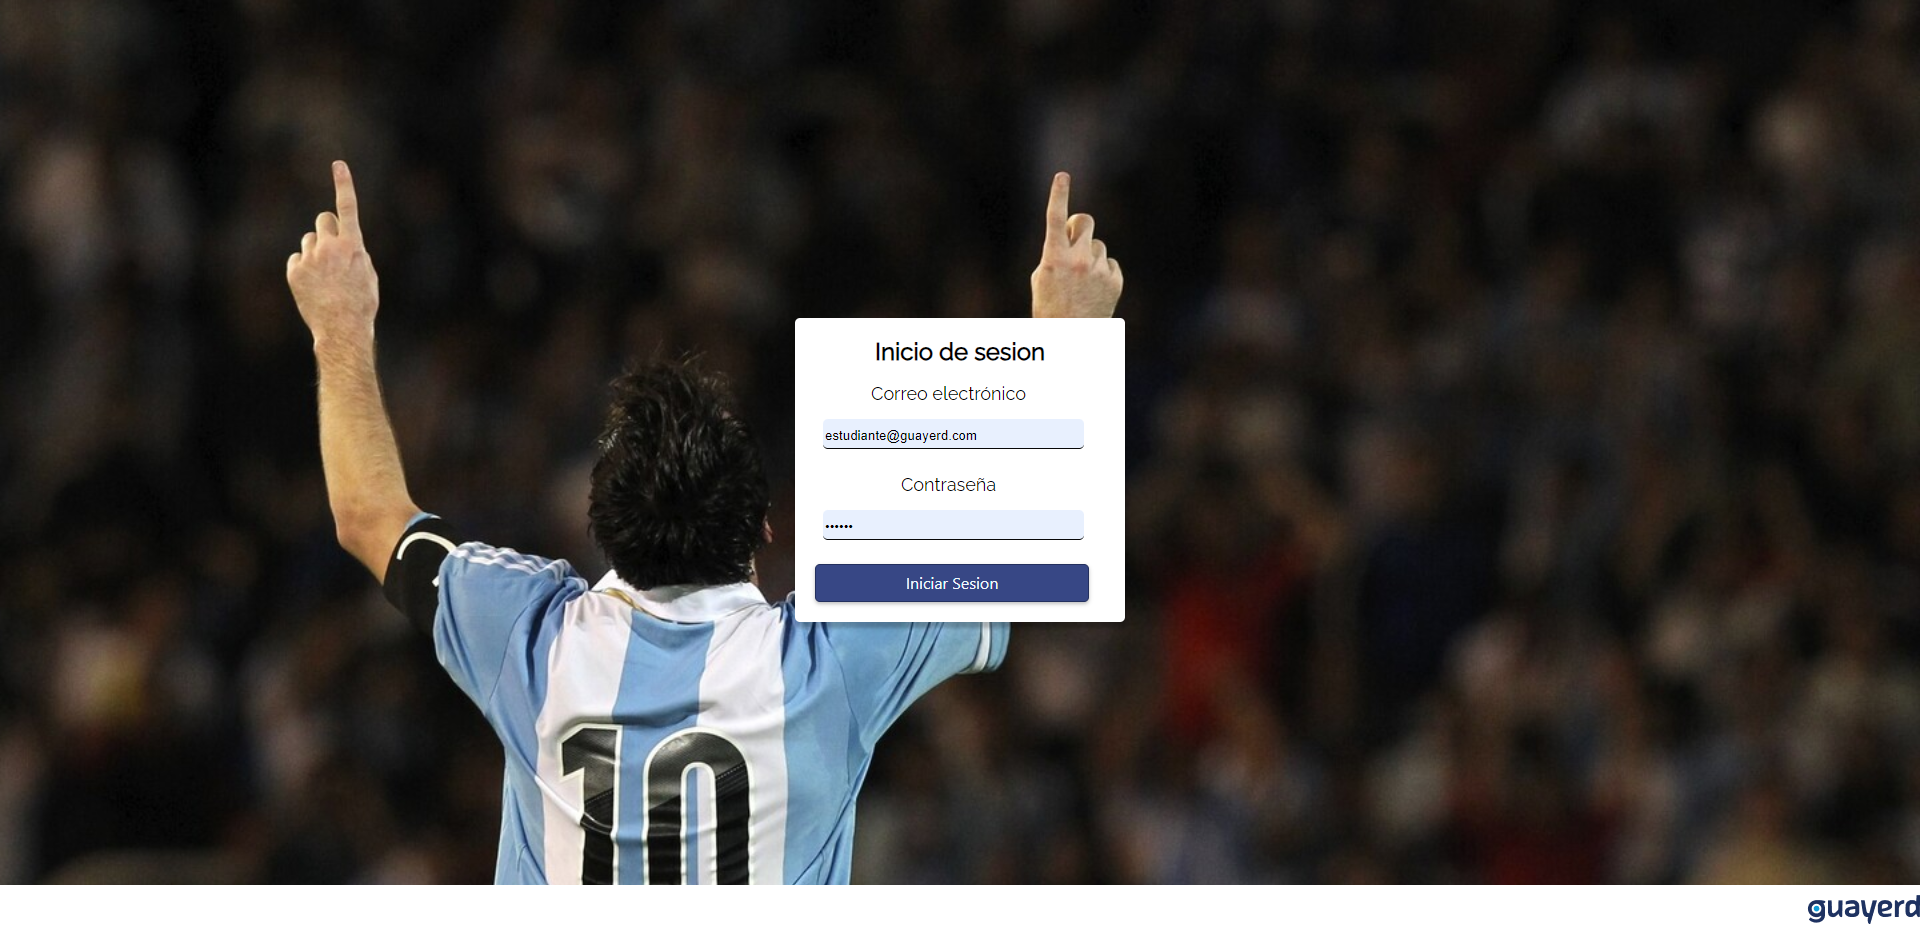 Inicio de sesion
Correo electrónico
estudiante@guayerd.com
Contraseña
••••••
Iniciar Sesion
10
guayerd